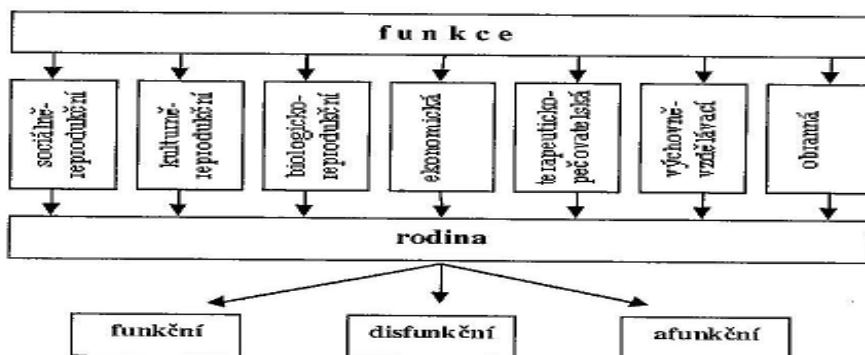 funkce
sociálně-
reprodukční
kulturně-
reprodukční
biologicko-
reprodukční
ekonomická
terapeuticko-
pečovatelská
výchovně-
vzdělávací
obranná
rodina
funkční
disfunkční
afunkční